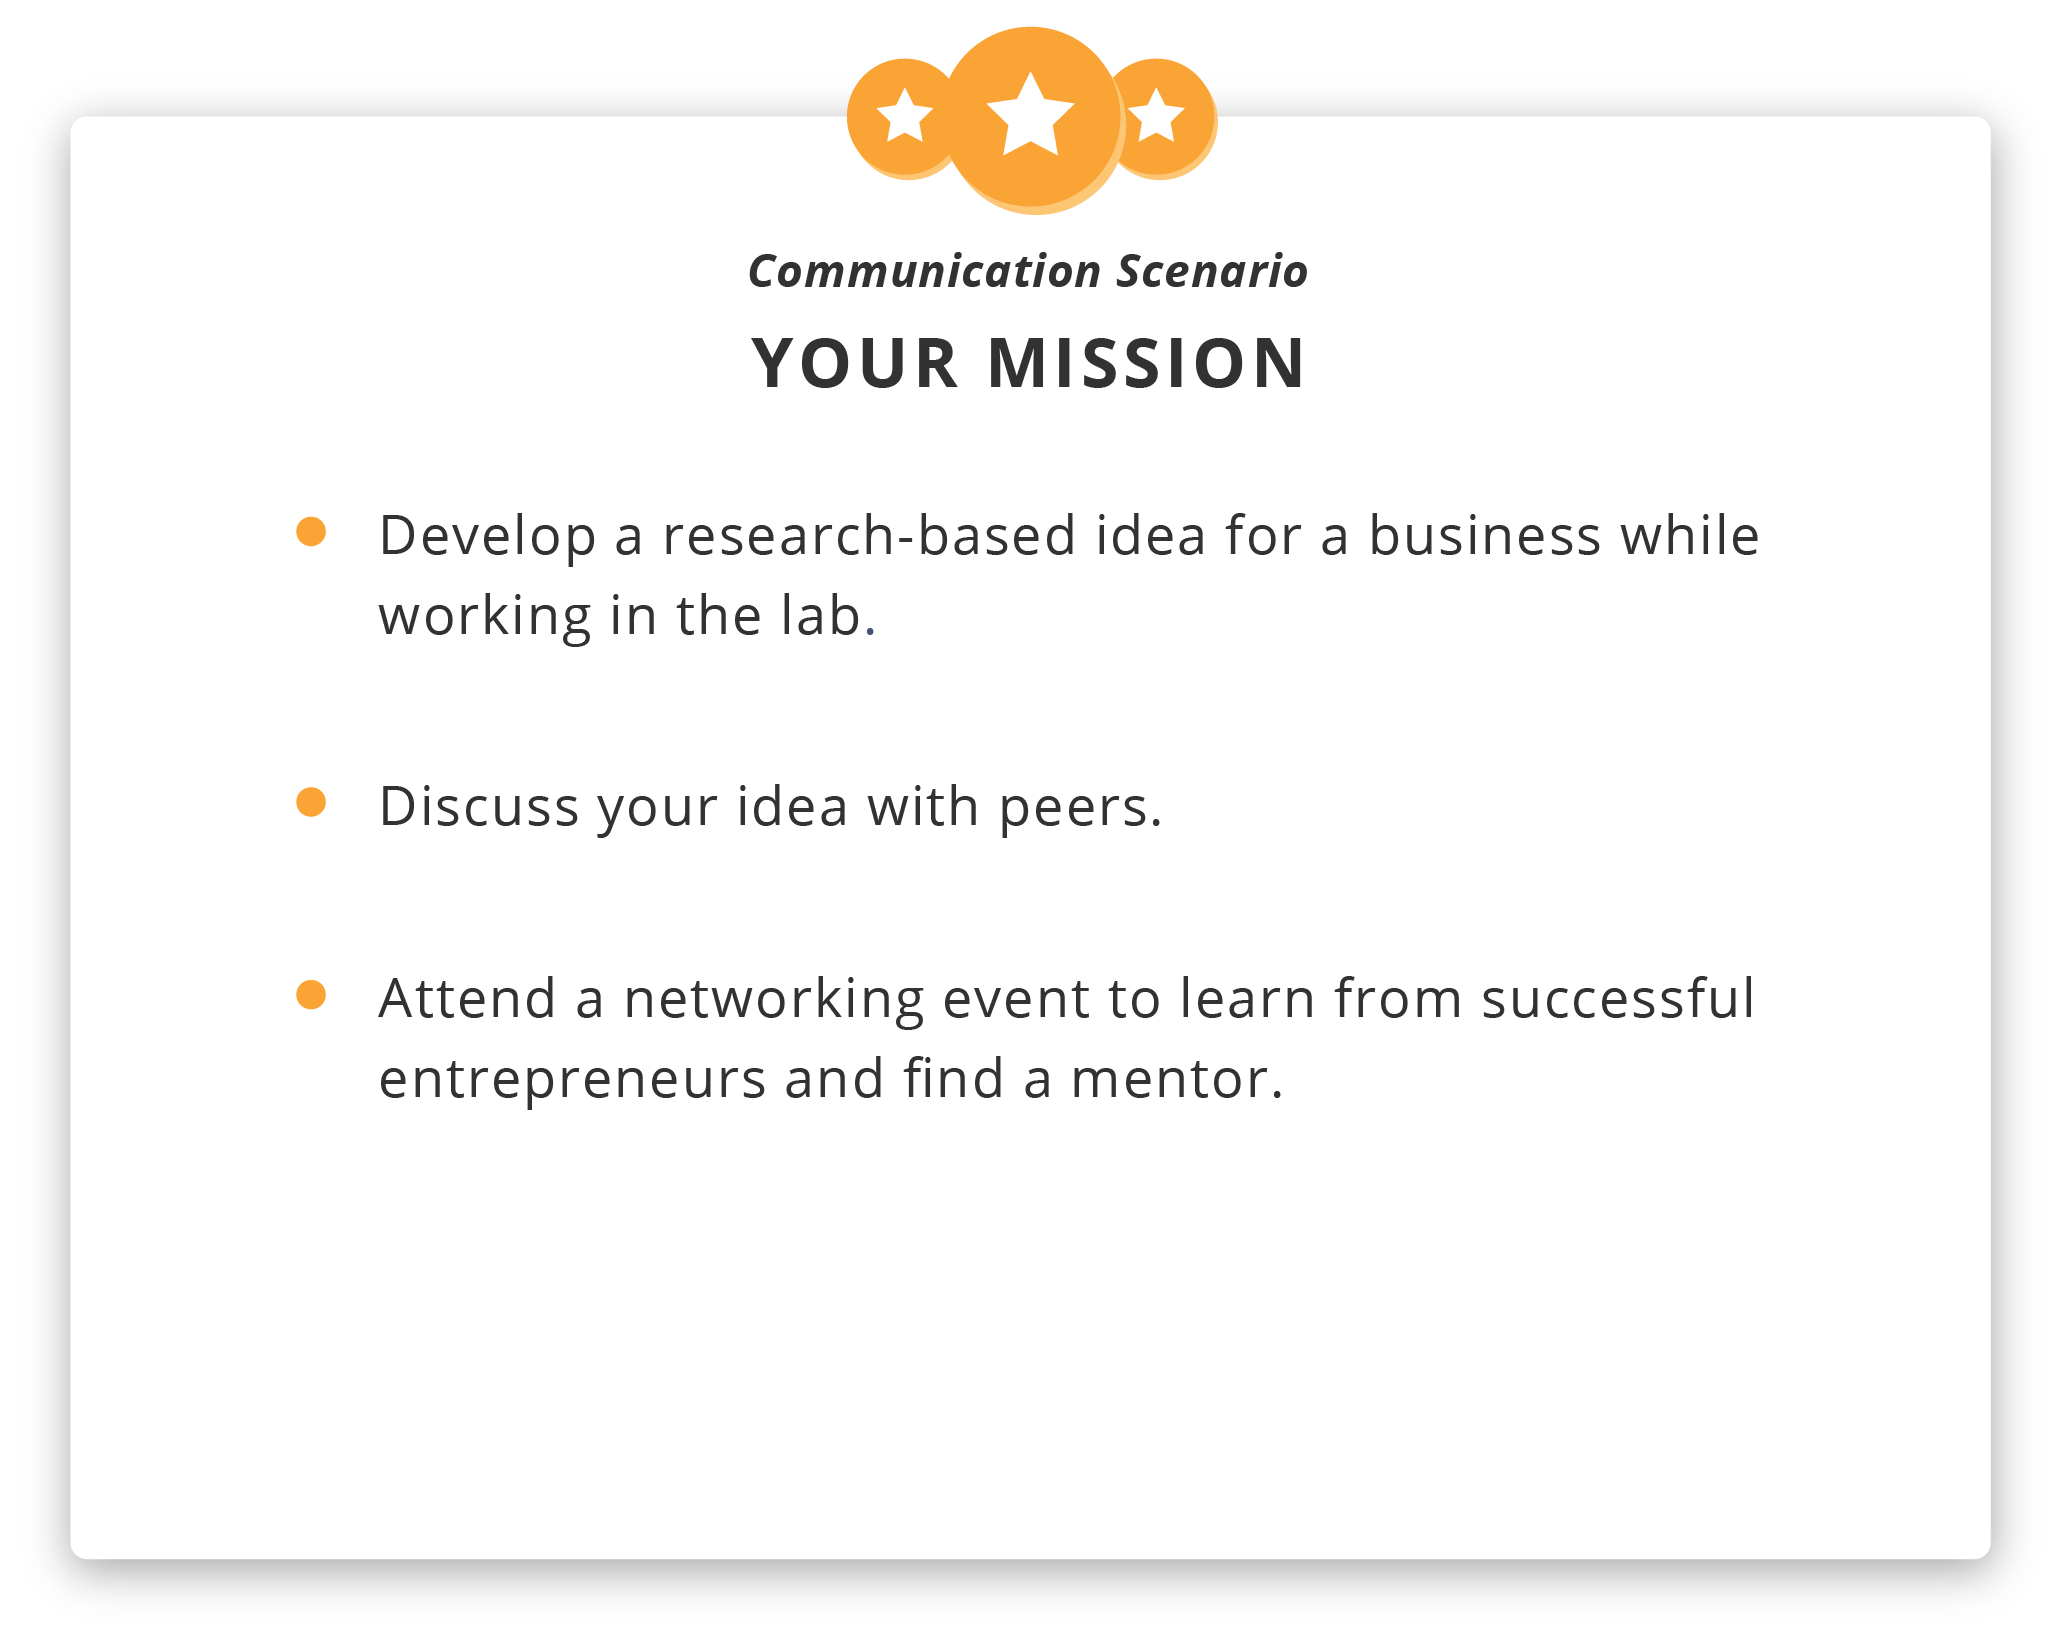 Communication Scenario
YOUR MISSION
Develop a research-based idea for a business while
working in the lab.
Discuss your idea with peers.
Attend a networking event to learn from successful
entrepreneurs and find a mentor.